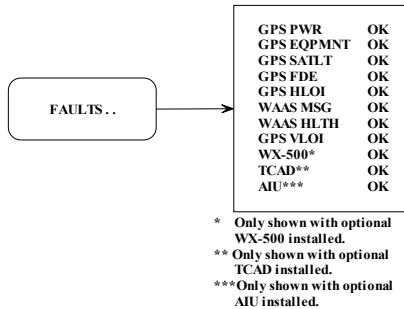 FAULTS . .
GPS PWR OK
GPS EQPMNT OK
GPS SATLT OK
GPS FDE OK
GPS HLOI OK
WAAS MSG OK
WAAS HLTH OK
GPS VLOI OK
WX-500* OK
TCAD** OK
AIU*** OK
* Only shown with optional
WX-500 installed.
** Only shown with optional
TCAD installed.
***Only shown with optional
AIU installed.